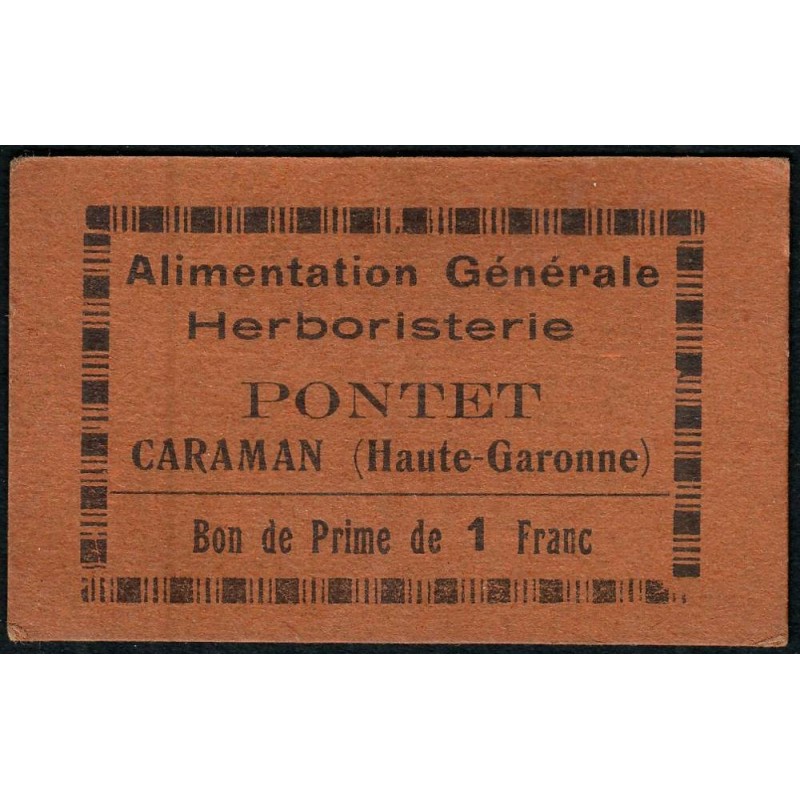 Alimentation Générale
Herboristerie
PONTET
CARAMAN (Haute-Garonne)
Bon de Prime de 1 Franc